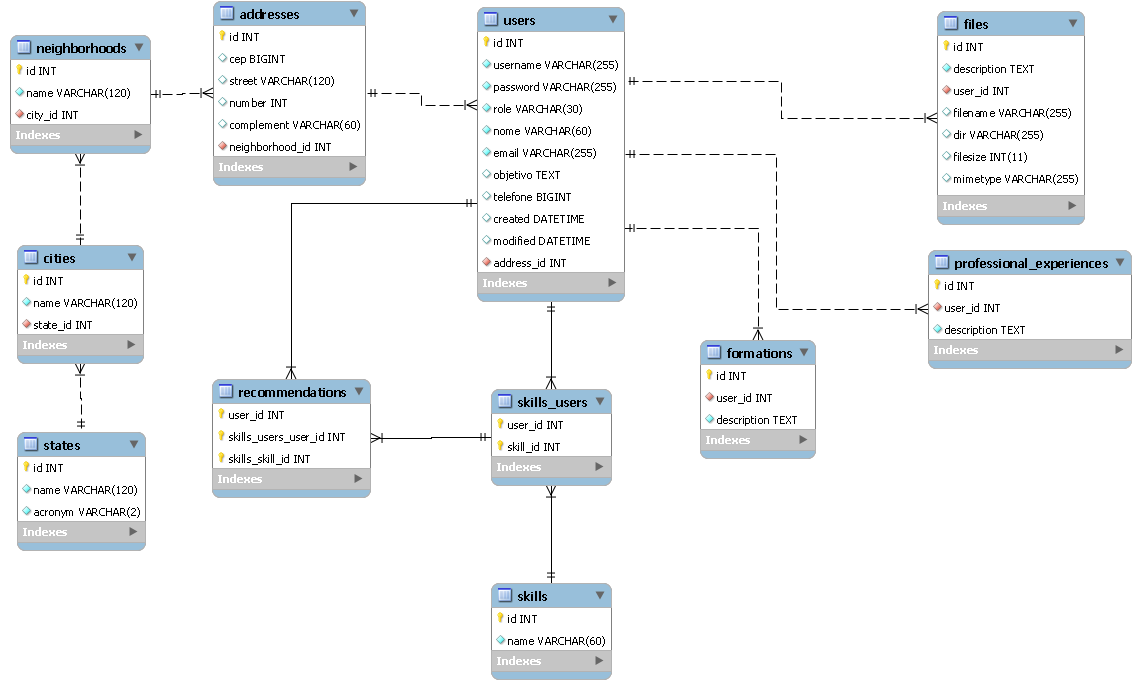 neighborhoods
id INT
name VARCHAR(120)
city_id INT
Indexes
addresses
id INT
cep BIGINT
street VARCHAR(120)
number INT
complement VARCHAR(60)
neighborhood_id INT
Indexes
users
id INT
username VARCHAR(255)
password VARCHAR(255)
role VARCHAR(30)
nome VARCHAR(60)
email VARCHAR(255)
objetivo TEXT
telefone BIGINT
created DATETIME
modified DATETIME
address_id INT
Indexes
files
id INT
description TEXT
user_id INT
filename VARCHAR(255)
dir VARCHAR(255)
filesize INT(11)
mimetype VARCHAR(255)
Indexes
cities
id INT
name VARCHAR(120)
state_id INT
Indexes
professional_experiences
id INT
user_id INT
description TEXT
Indexes
formations
id INT
user_id INT
description TEXT
Indexes
recommendations
user_id INT
skills_users_user_id INT
skills_skill_id INT
Indexes
skills_users
user_id INT
skill_id INT
Indexes
states
id INT
name VARCHAR(120)
acronym VARCHAR(2)
Indexes
skills
id INT
name VARCHAR(60)
Indexes